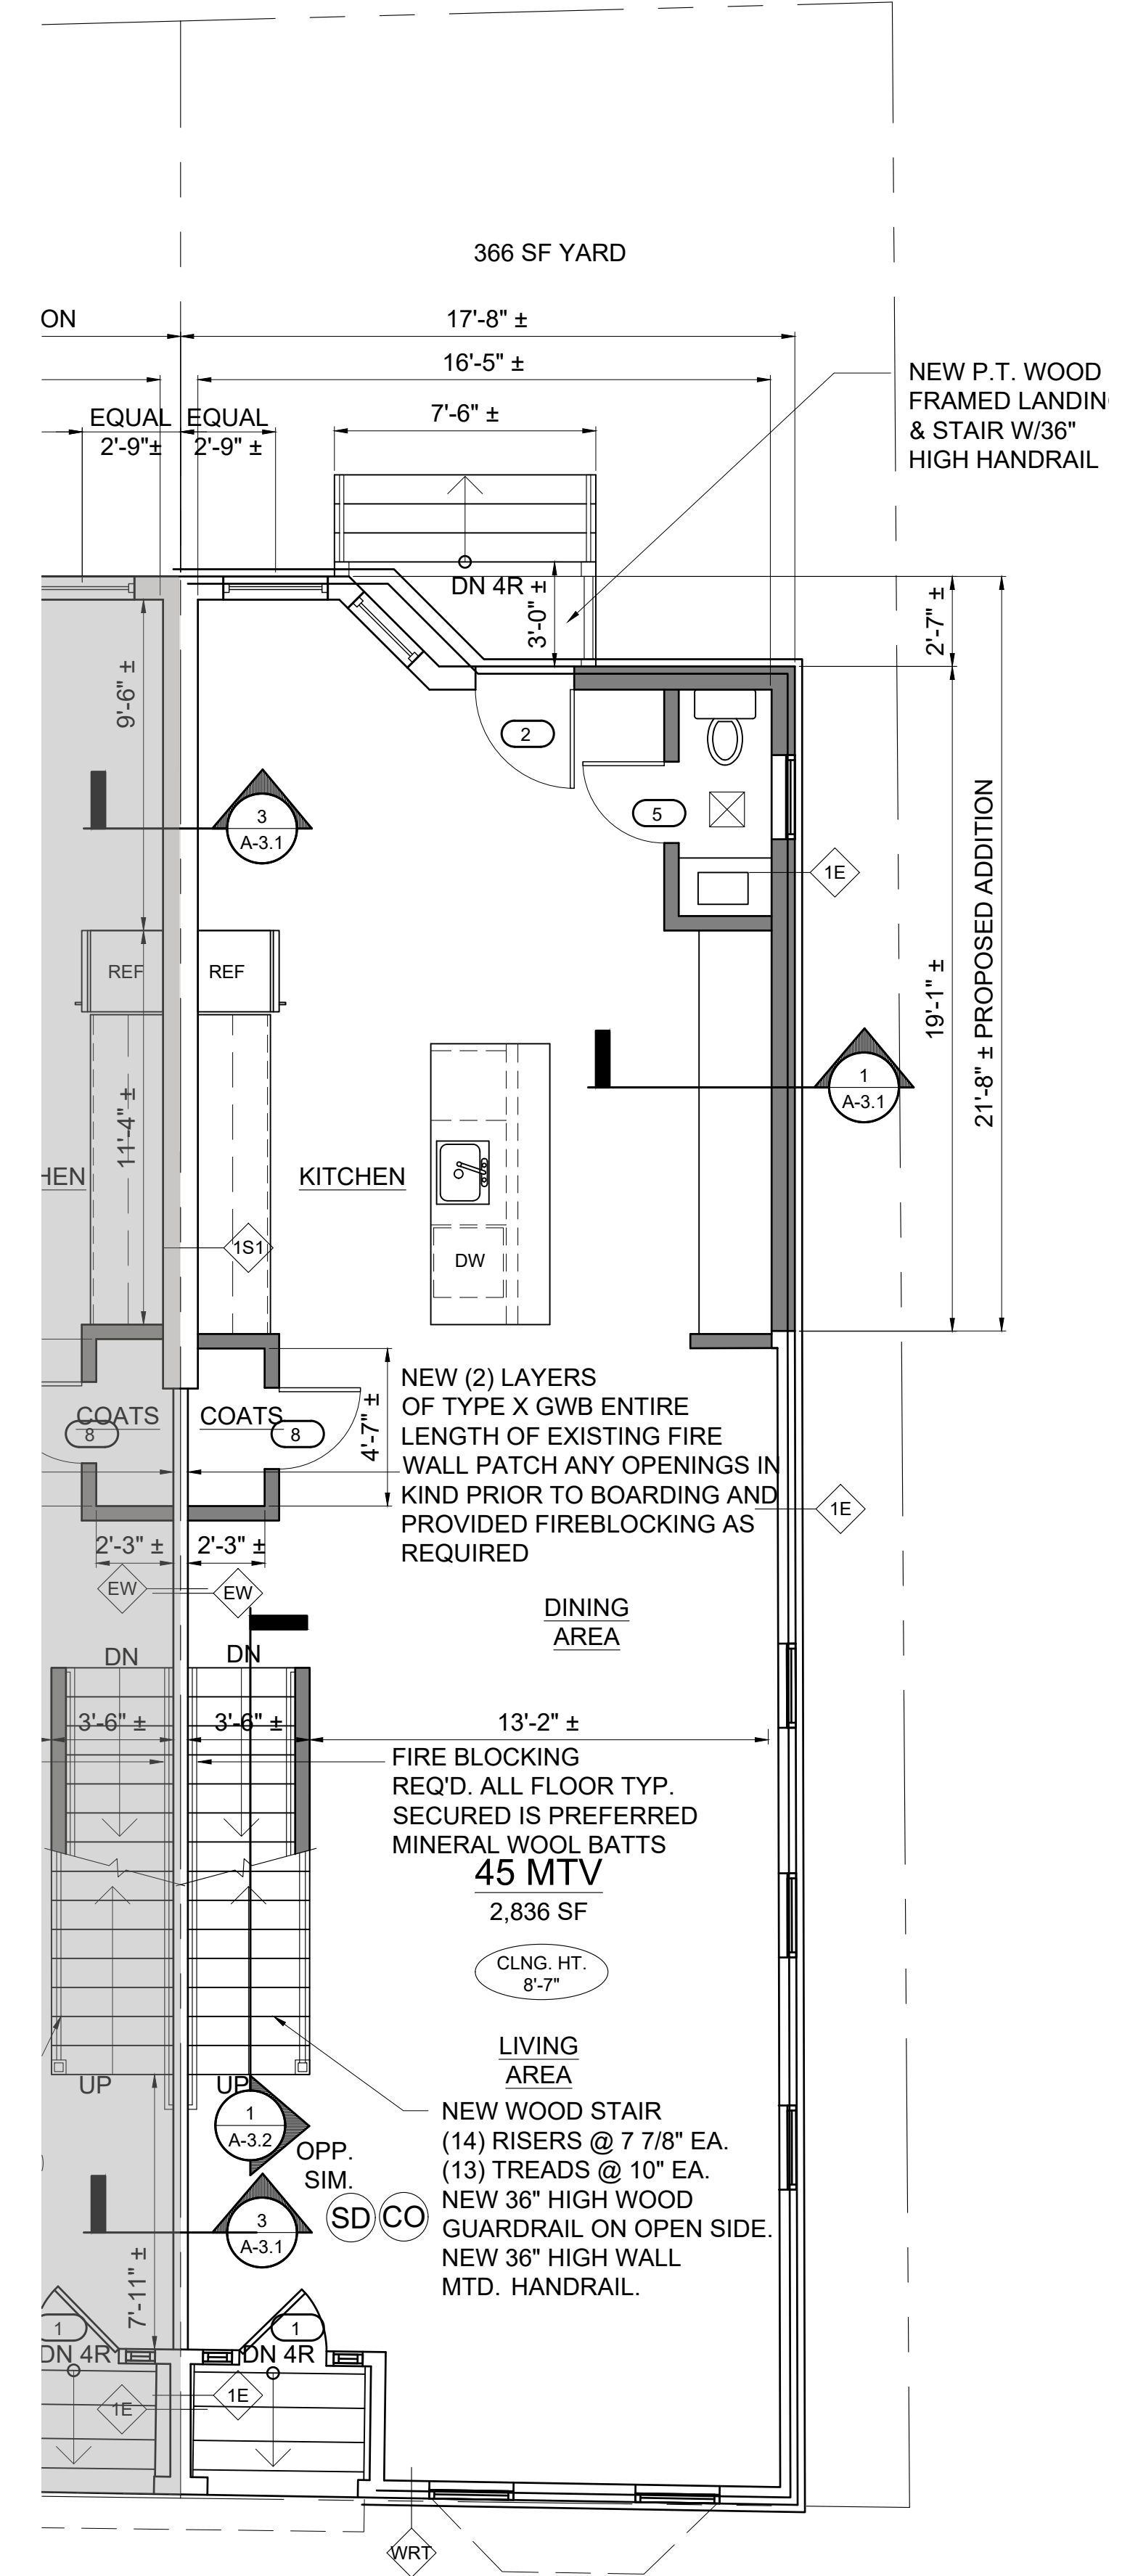 366 SF YARD
ON
17'-8" ±
16'-5" ±
7'-6" ±
EQUAL
2'-9"±
EQUAL
2'-9" ±
NEW P.T. WOOD
FRAMED LANDIN
& STAIR W/36"
HIGH HANDRAIL
DN 4R
3'-0" ±
2'-7" ±
9'-6" ±
2
5
3
A-3.1
1E
19'-1" ±
21'-8" ± PROPOSED ADDITION
REF
REF
1
A-3.1
11'-4" ±
HEN
KITCHEN
1S1
DW
COATS
8
COATS
8
4'-7" ±
NEW (2) LAYERS
OF TYPE X GWB ENTIRE
LENGTH OF EXISTING FIRE
WALL PATCH ANY OPENINGS IN
KIND PRIOR TO BOARDING AND
PROVIDED FIREBLOCKING AS
REQUIRED
1E
2'-3" ±
2'-3" ±
EW
EW
DINING
AREA
DN
DN
3'-6" ±
3'-6" ±
13'-2" ±
FIRE BLOCKING
REQ'D. ALL FLOOR TYP.
SECURED IS PREFERRED
MINERAL WOOL BATTS
45 MTV
2,836 SF
CLNG. HT.
8'-7"
LIVING
AREA
UP
UP
1
A-3.2
OPP.
SIM.
NEW WOOD STAIR
(14) RISERS @ 7 7/8" EA.
(13) TREADS @ 10" EA.
NEW 36" HIGH WOOD
GUARDRAIL ON OPEN SIDE.
NEW 36" HIGH WALL
MTD. HANDRAIL.
SD
CO
3
A-3.1
7'-11" ±
1
DN 4R
1
DN 4R
1E
1E
WRT